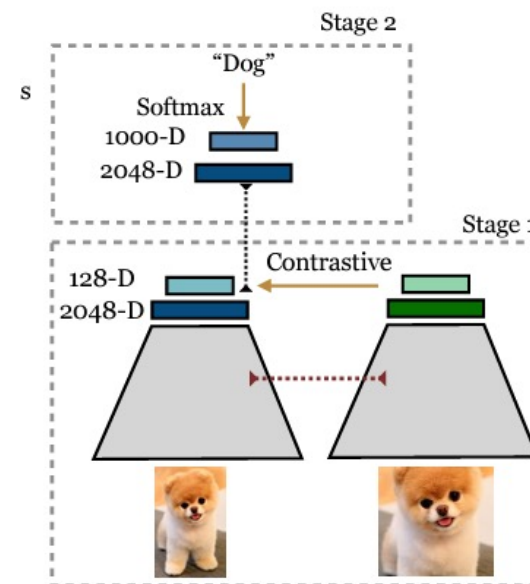 Stage 2
"Dog"
s
Softmax
1000-D
2048-D
Stage
Contrastive
128-D
2048-D